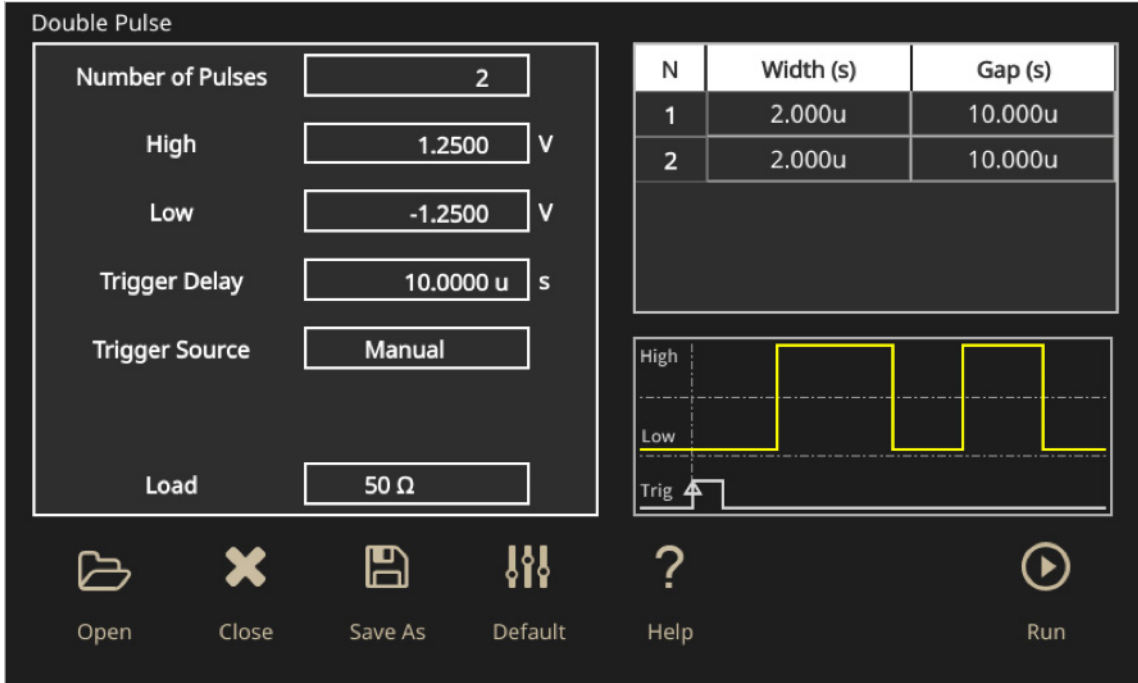 Double Pulse
Number of Pulses 2
High 1.2500 V
Low -1.2500 V
Trigger Delay 10.0000 u s
Trigger Source Manual
Load 50 Ω
N Width (s) Gap (s)
1 2.000u 10.000u
2 2.000u 10.000u
High
Low
Trig
Open Close Save As Default Help Run